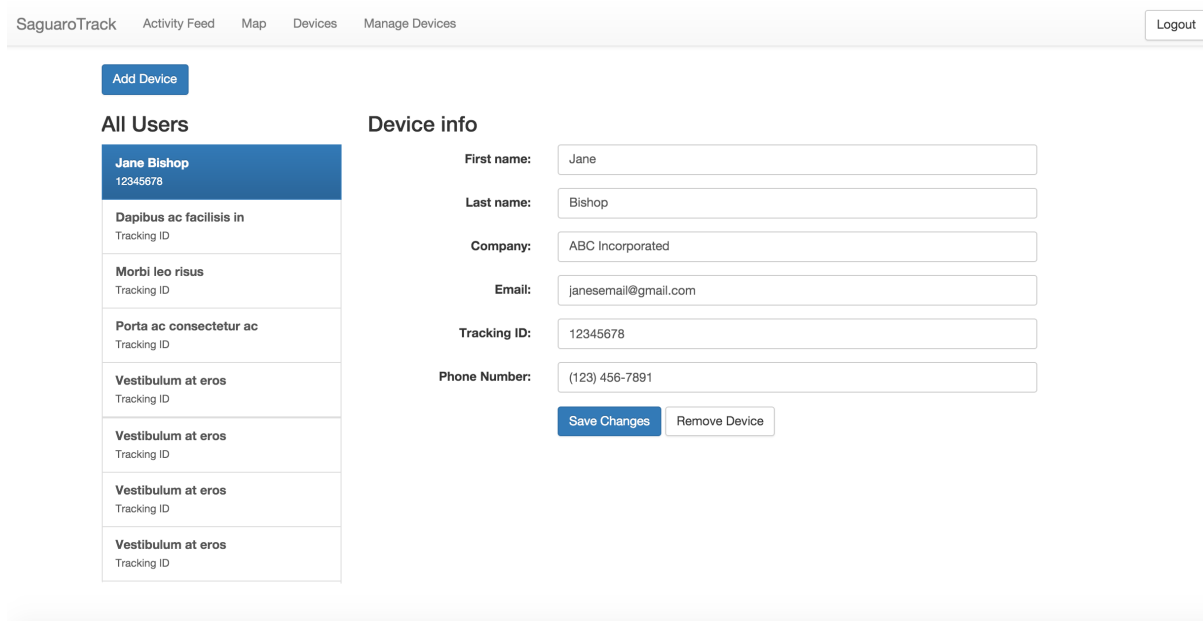 SaguaroTrack Activity Feed Map Devices Manage Devices Logout
Add Device
All Users
Jane Bishop
12345678
Dapibus ac facilisis in
Tracking ID
Morbi leo risus
Tracking ID
Porta ac consectetur ac
Tracking ID
Vestibulum at eros
Tracking ID
Vestibulum at eros
Tracking ID
Vestibulum at eros
Tracking ID
Vestibulum at eros
Tracking ID
Device info
First name: Jane
Last name: Bishop
Company: ABC Incorporated
Email: janesemail@gmail.com
Tracking ID: 12345678
Phone Number: (123) 456-7891
Save Changes Remove Device